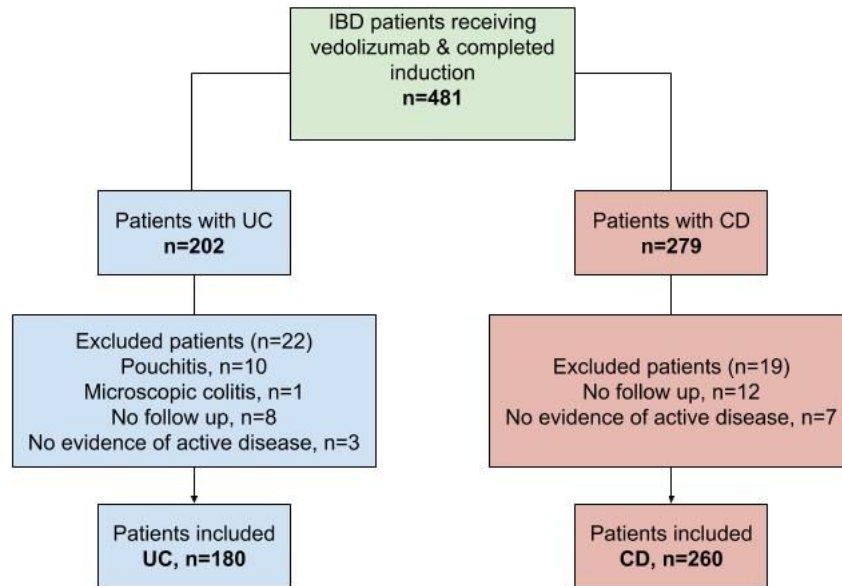 IBD patients receiving
vedolizumab & completed
induction
n=481
Patients with UC
n=202
Patients with CD
n=279
Excluded patients (n=22)
Pouchitis, n=10
Microscopic colitis, n=1
No follow up, n=8
No evidence of active disease, n=3
Excluded patients (n=19)
No follow up, n=12
No evidence of active disease, n=7
Patients included
UC, n=180
Patients included
CD, n=260